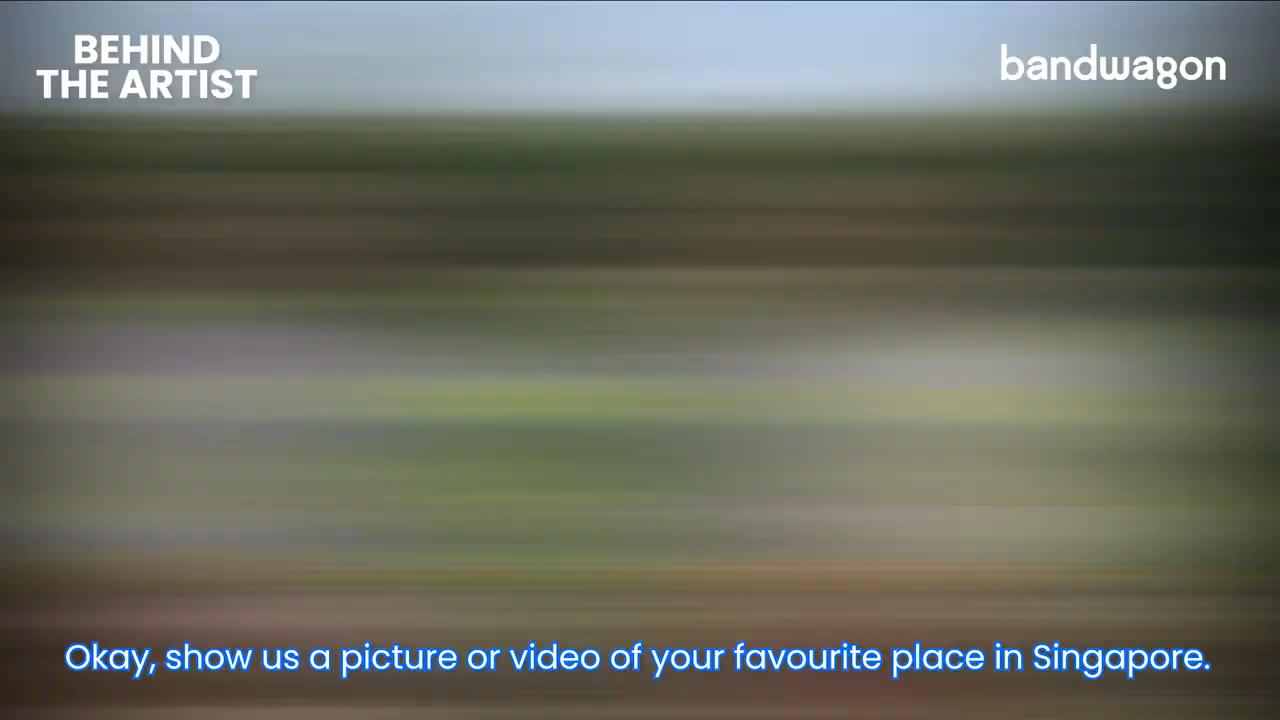 BEHIND
THE ARTIST
bandwagon
Okay, show us a picture or video of your favourite place in Singapore.